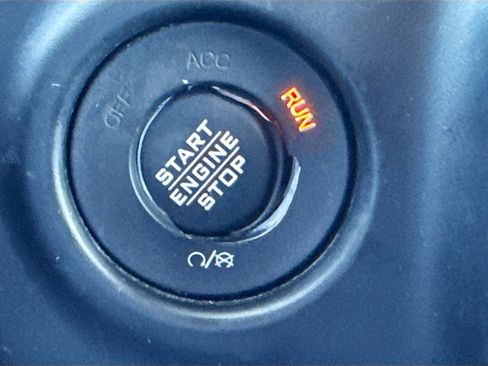 ACC
OFF
RUN
START
ENGINE
STOP